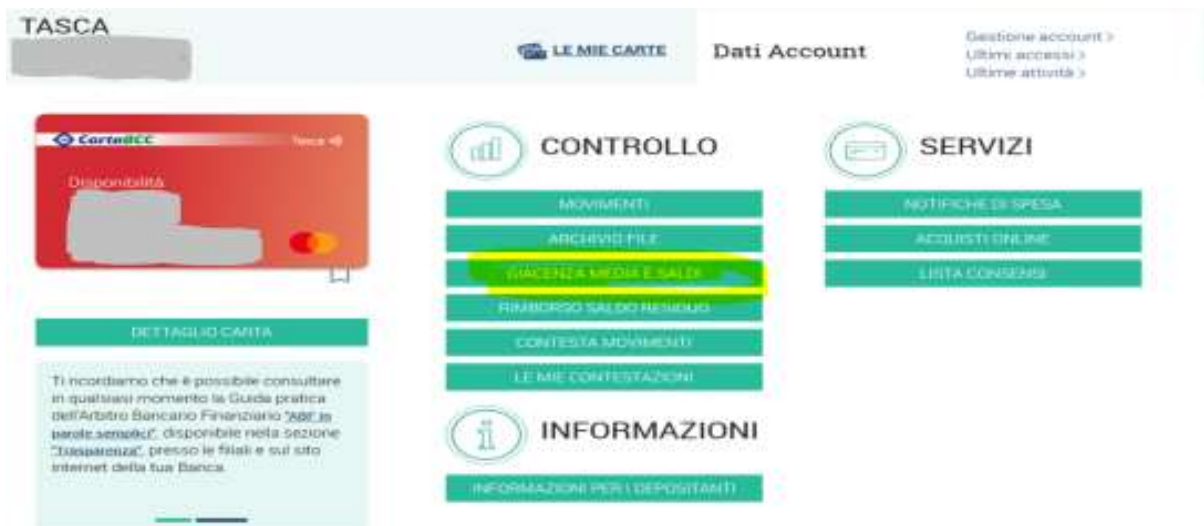 TASCA
LE MIE CARTE
Dati Account
Gestione account >
Ultimi accessi >
Ultime attività >
CartaBCC
Tasca
Disponibilità
DETTAGLIO CARTA
Ti ricordiamo che è possibile consultare
in qualsiasi momento la Guida pratica
dell'Arbitro Bancario Finanziario "ABF in
parole semplici", disponibile nella sezione
"Trasparenza", presso le filiali e sul sito
internet della tua Banca.
CONTROLLO
MOVIMENTI
ARCHIVIO FILE
GIACENZA MEDIA E SALDI
RIMBORSO SALDO RESIDUO
CONTESTA MOVIMENTI
LE MIE CONTESTAZIONI
INFORMAZIONI
INFORMAZIONI PER I DEPOSITANTI
SERVIZI
NOTIFICHE DI SPESA
ACQUISTI ONLINE
LISTA CONSENSI